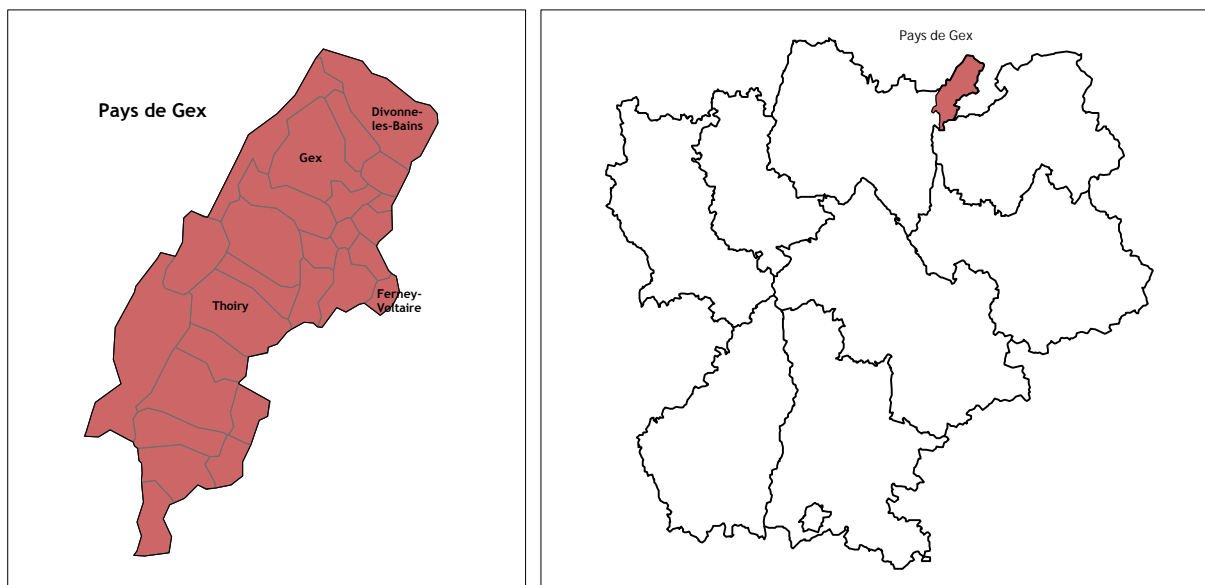 Pays de Gex
Divonne-
les-Bains
Gex
Thoiry
Ferney-
Voltaire
Pays de Gex